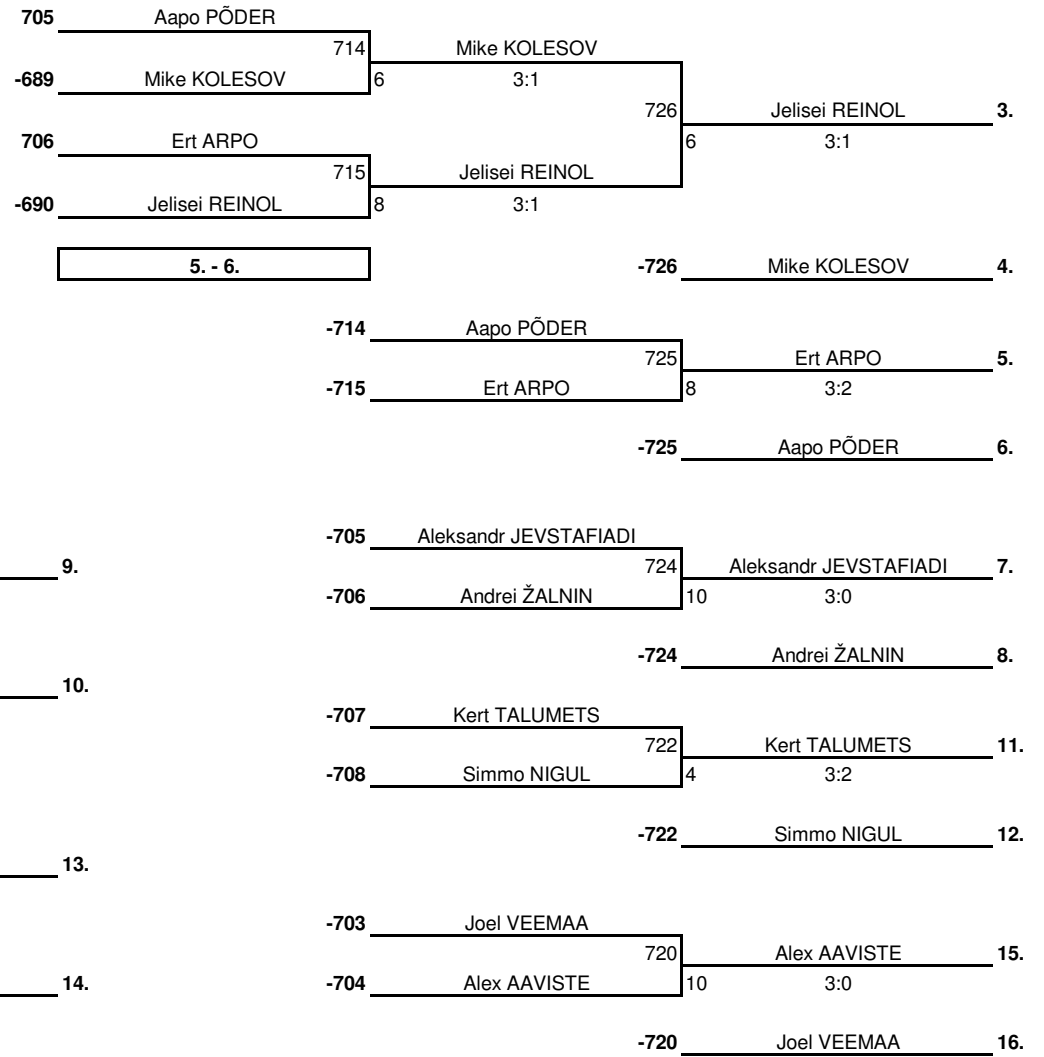 705 Aapo PÕDER
714 Mike KOLESOV
-689 Mike KOLESOV 6 3:1
726 Jelisei REINOL 3.
706 Ert ARPO 6 3:1
715 Jelisei REINOL
-690 Jelisei REINOL 8 3:1
5. - 6. -726 Mike KOLESOV 4.
-714 Aapo PÕDER
725 Ert ARPO 5.
-715 Ert ARPO 8 3:2
-725 Aapo PÕDER 6.
-705 Aleksandr JEVSTAFIADI
9. 724 Aleksandr JEVSTAFIADI 7.
-706 Andrei ŽALNIN 10 3:0
-724 Andrei ŽALNIN 8.
10.
-707 Kert TALUMETS
722 Kert TALUMETS 11.
-708 Simmo NIGUL 4 3:2
-722 Simmo NIGUL 12.
13.
-703 Joel VEEMAA
720 Alex AAVISTE 15.
14. -704 Alex AAVISTE 10 3:0
-720 Joel VEEMAA 16.